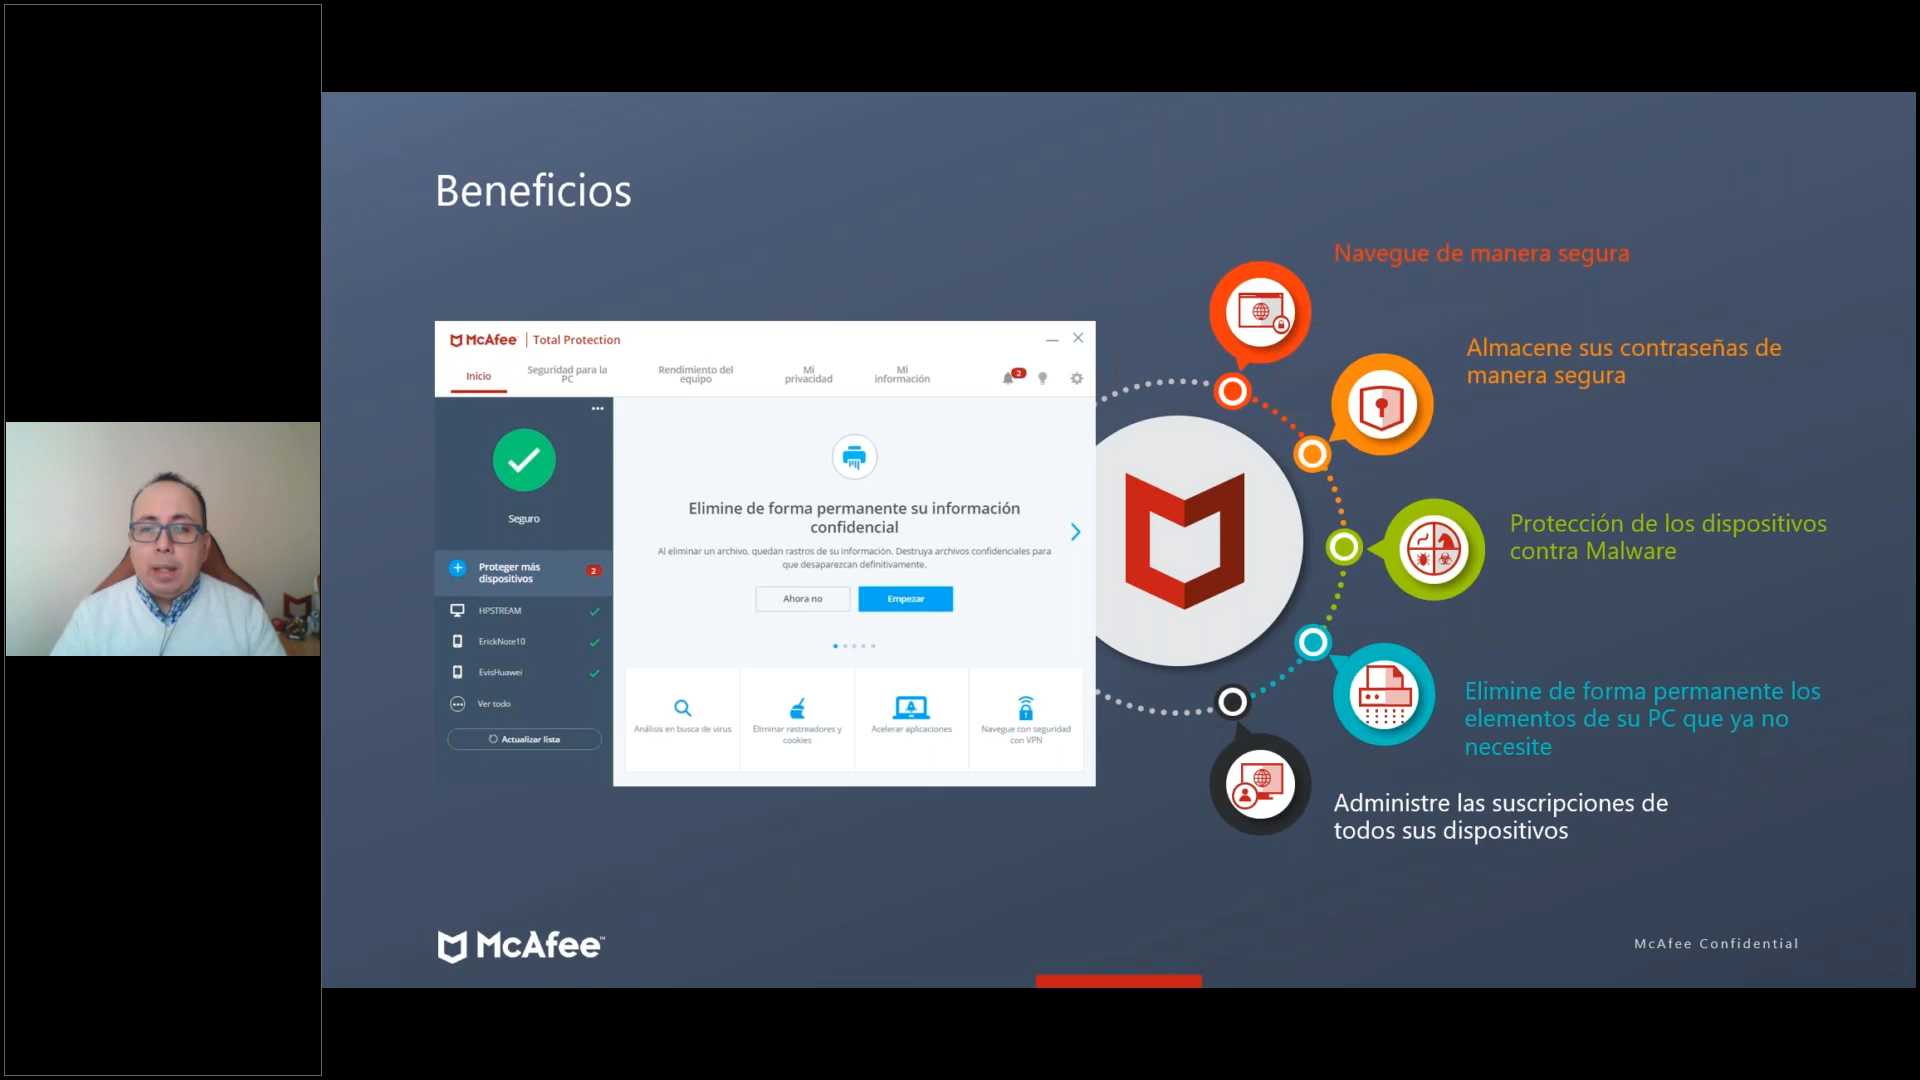 Beneficios
McAfee | Total Protection
Inicio
Seguridad para la
PC
Rendimiento del
equipo
Mi
privacidad
Mi
información
2
Seguro
Proteger más
dispositivos
2
HPSTREAM
ErickNote10
EvisHuawei
Ver todo
Actualizar lista
Elimine de forma permanente su información
confidencial
Al eliminar un archivo, quedan rastros de su información. Destruya archivos confidenciales para
que desaparezcan definitivamente.
Ahora no
Empezar
Análisis en busca de virus
Eliminar rastreadores y
cookies
Acelerar aplicaciones
Navegue con seguridad
con VPN
Navegue de manera segura
Almacene sus contraseñas de
manera segura
Protección de los dispositivos
contra Malware
Elimine de forma permanente los
elementos de su PC que ya no
necesite
Administre las suscripciones de
todos sus dispositivos
McAfee™
McAfee Confidential